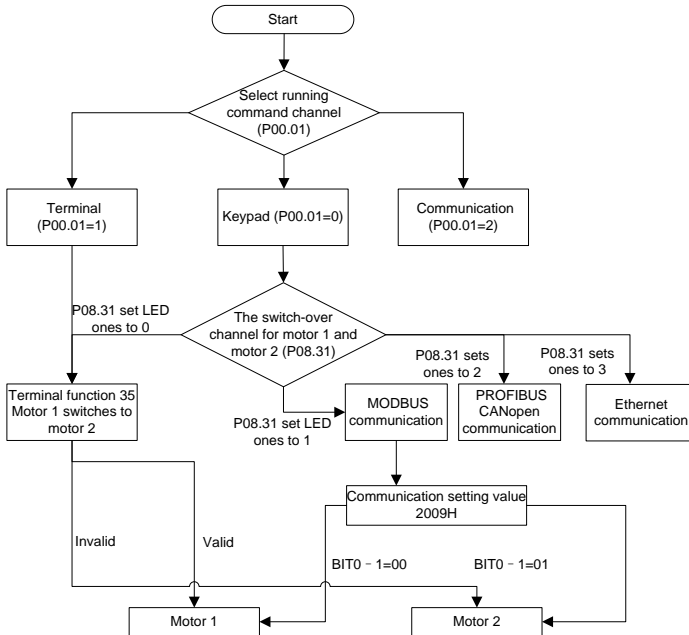 Start
Select running
command channel
(P00.01)
Terminal
(P00.01=1)
Keypad (P00.01=0)
Communication
(P00.01=2)
P08.31 set LED
ones to 0
The switch-over
channel for motor 1 and
motor 2 (P08.31)
P08.31 sets
ones to 2
P08.31 sets
ones to 3
Terminal function 35
Motor 1 switches to
motor 2
P08.31 set LED
ones to 1
MODBUS
communication
PROFIBUS
CANopen
communication
Ethernet
communication
Communication setting value
2009H
Invalid
Valid
BIT0﹣1=00
BIT0﹣1=01
Motor 1
Motor 2